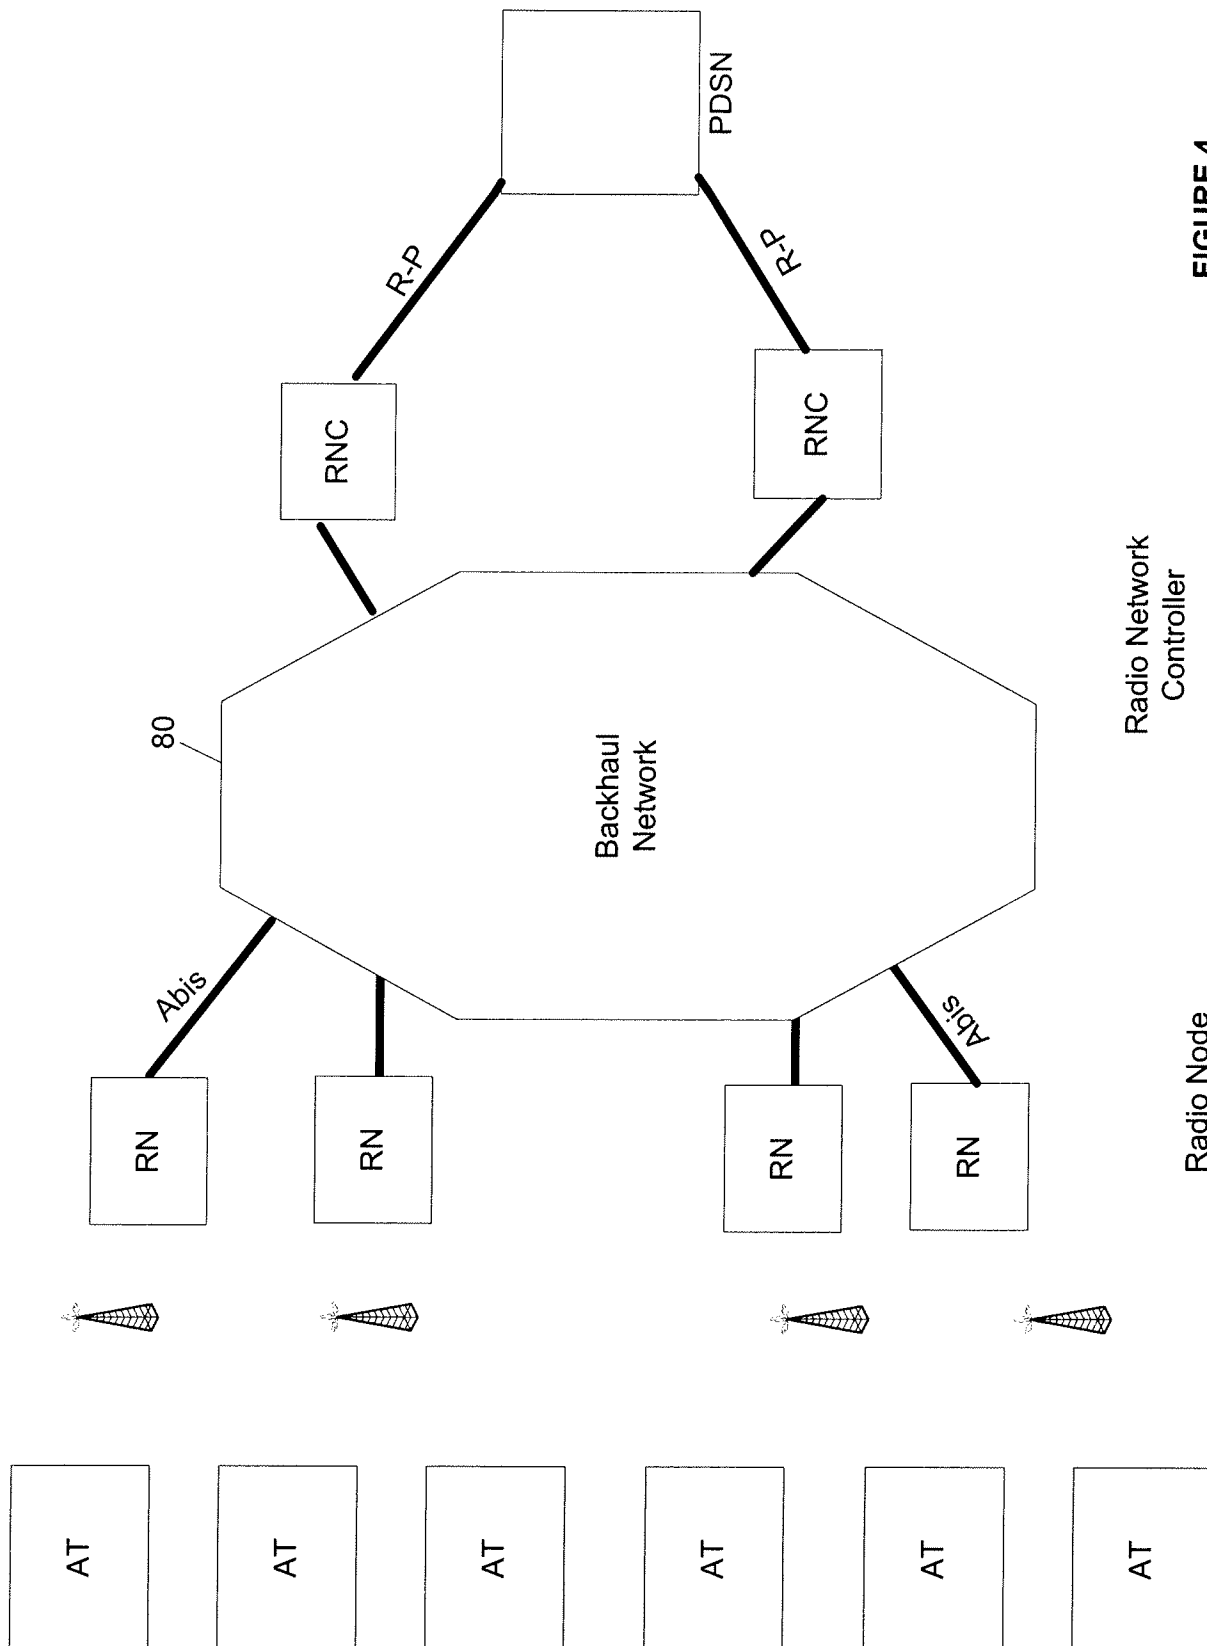 AT
AT
AT
AT
AT
AT
RN
RN
RN
RN
Abis
Abis
80
Backhaul
Network
RNC
RNC
R-P
R-P
PDSN
Radio Node
Radio Network
Controller
FIGURE 4